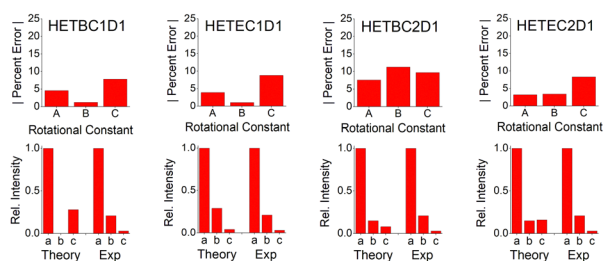 HETBC1D1
25
20
15
10
5
0
| Percent Error |
A B C
Rotational Constant
HETEC1D1
25
20
15
10
5
0
| Percent Error |
A B C
Rotational Constant
HETBC2D1
25
20
15
10
5
0
| Percent Error |
A B C
Rotational Constant
HETEC2D1
25
20
15
10
5
0
| Percent Error |
A B C
Rotational Constant
1.0
0.5
0.0
Rel. Intensity
a b c a b c
Theory Exp
1.0
0.5
0.0
Rel. Intensity
a b c a b c
Theory Exp
1.0
0.5
0.0
Rel. Intensity
a b c a b c
Theory Exp
1.0
0.5
0.0
Rel. Intensity
a b c a b c
Theory Exp